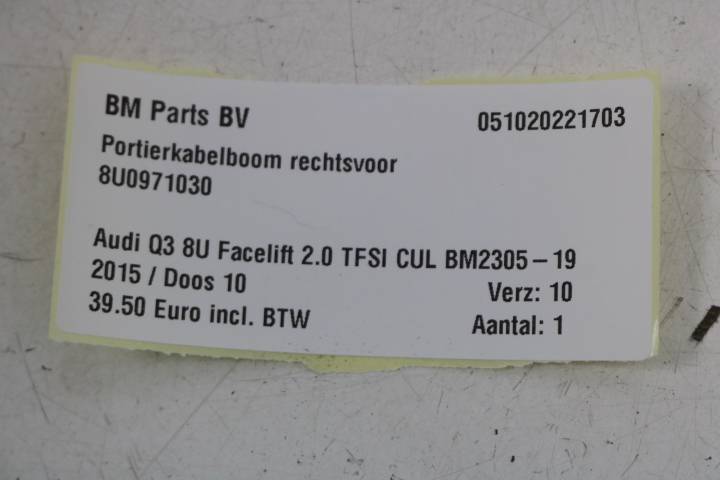 BM Parts BV 051020221703
Portierkabelboom rechtsvoor
8U0971030
Audi Q3 8U Facelift 2.0 TFSI CUL BM2305-19
2015 / Doos 10 Verz: 10
39.50 Euro incl. BTW Aantal: 1